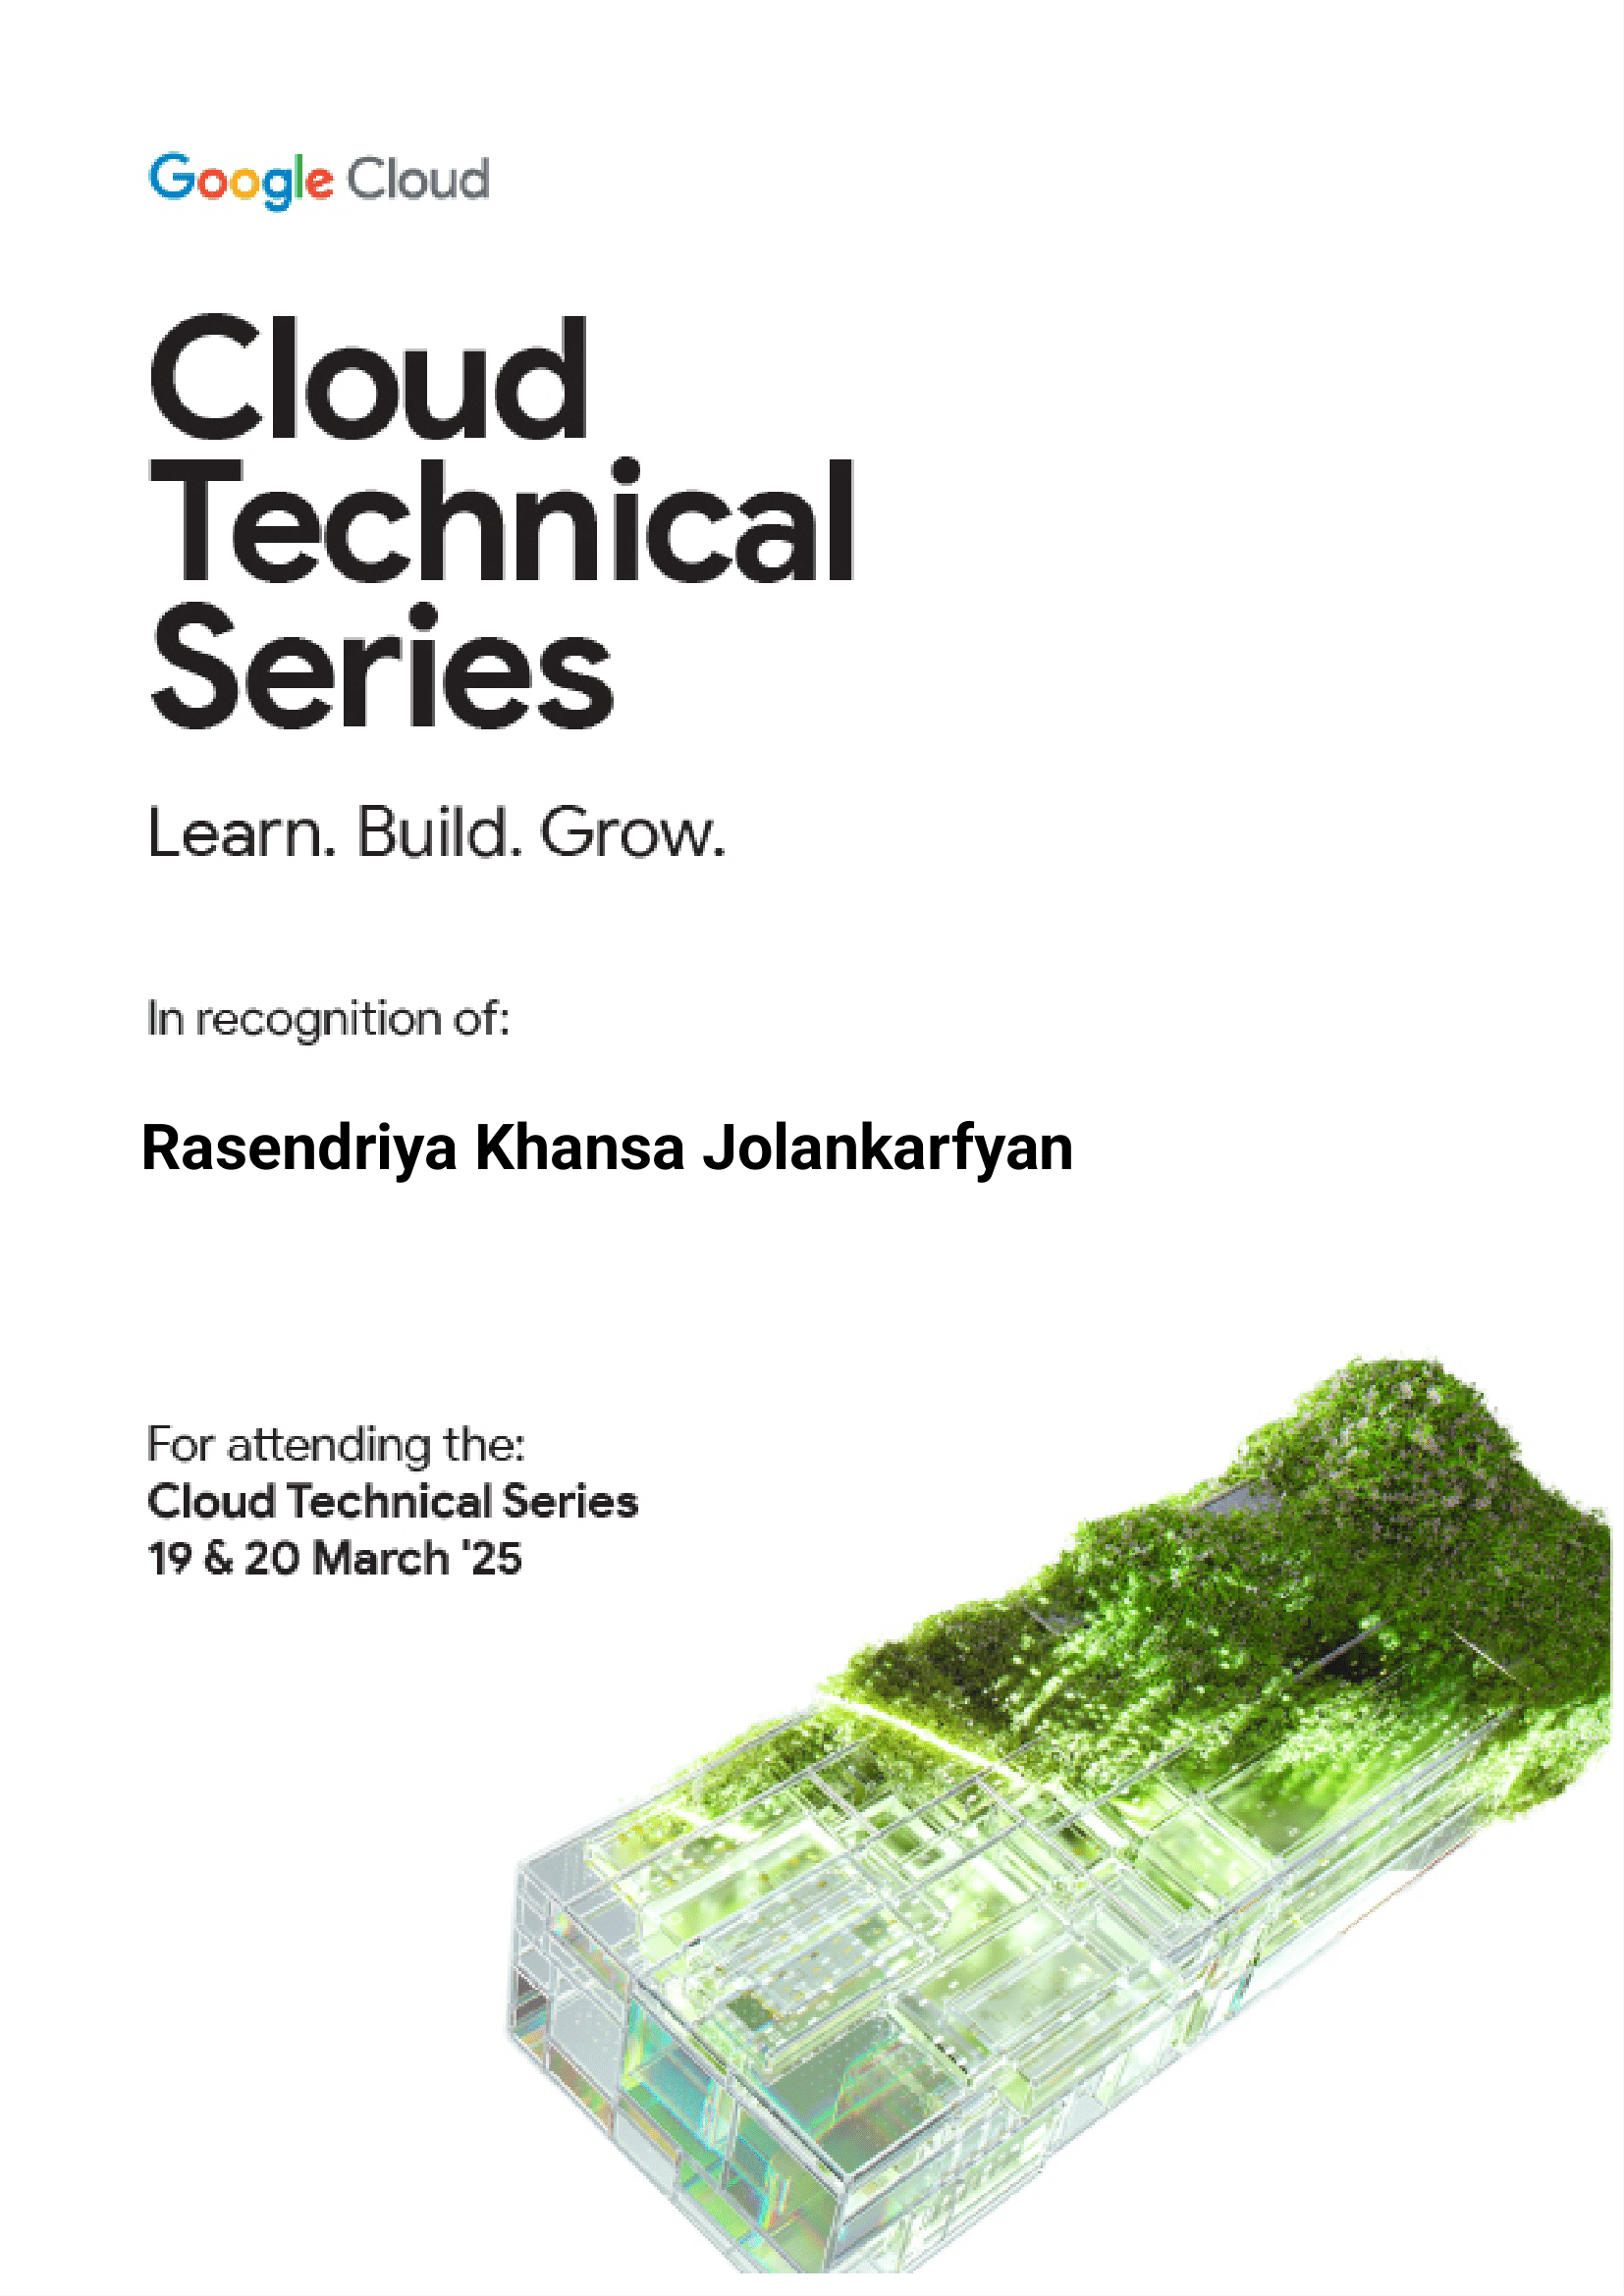 Google Cloud
Cloud
Technical
Series
Learn. Build. Grow.
In recognition of:
Rasendriya Khansa Jolankarfyan
For attending the:
Cloud Technical Series
19 & 20 March '25